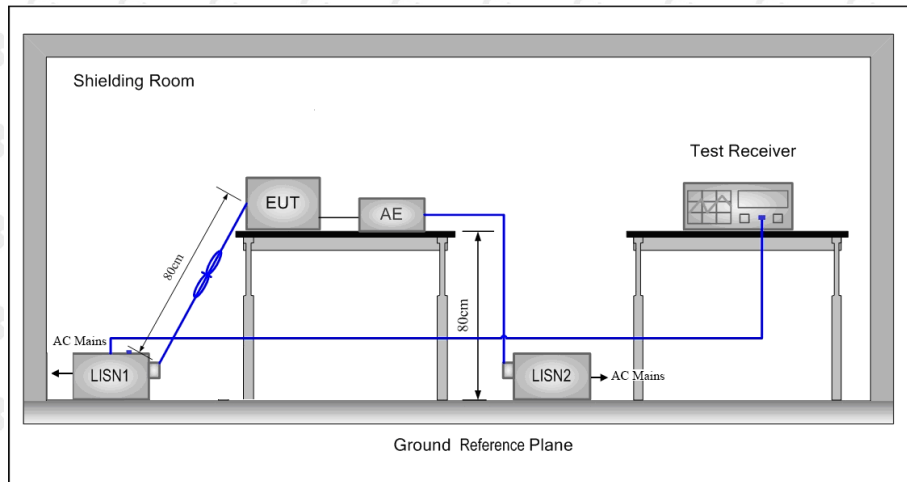 Shielding Room
Test Receiver
EUT
AE
80cm
80cm
AC Mains
LISN1
LISN2
AC Mains
Ground Reference Plane